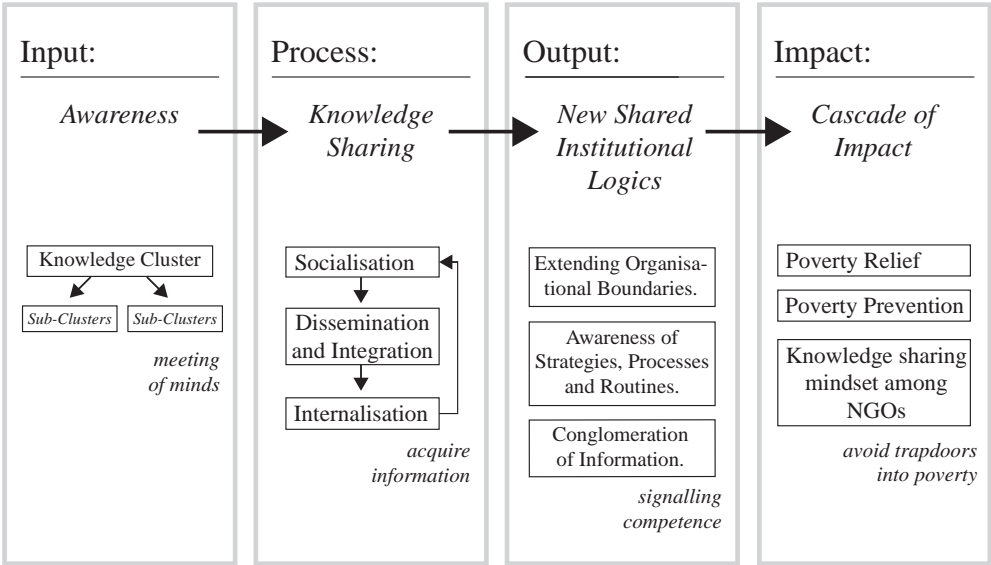 Input:
Awareness
Knowledge Cluster
Sub-Clusters
Sub-Clusters
meeting
of minds
Process:
Knowledge
Sharing
Socialisation
Dissemination
and Integration
Internalisation
acquire
information
Output:
New Shared
Institutional
Logics
Extending Organisa-
tional Boundaries.
Awareness of
Strategies, Processes
and Routines.
Conglomeration
of Information.
signalling
competence
Impact:
Cascade of
Impact
Poverty Relief
Poverty Prevention
Knowledge sharing
mindset among
NGOs
avoid trapdoors
into poverty